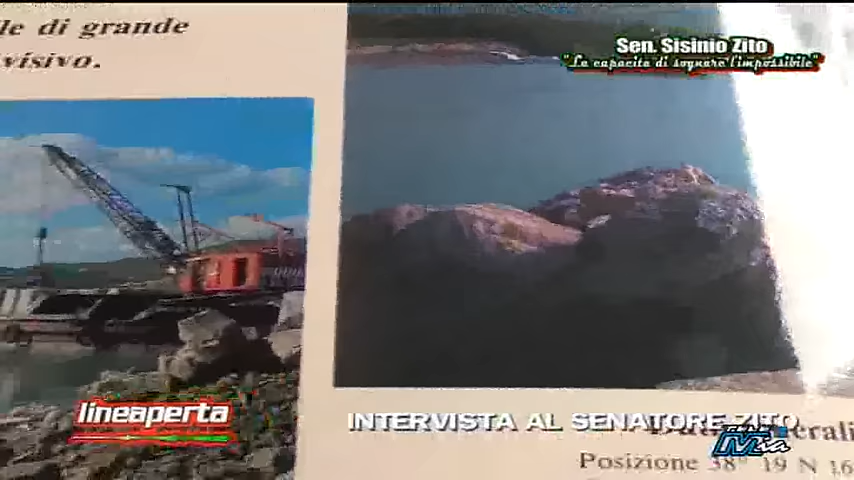 le di grande
visivo.
Sen. Sisinio Zito
"La capacità di sognare l'impossibile"
lineaperta
INTERVISTA AL SENATORE ZITO
Posizione 38° 19 N 16